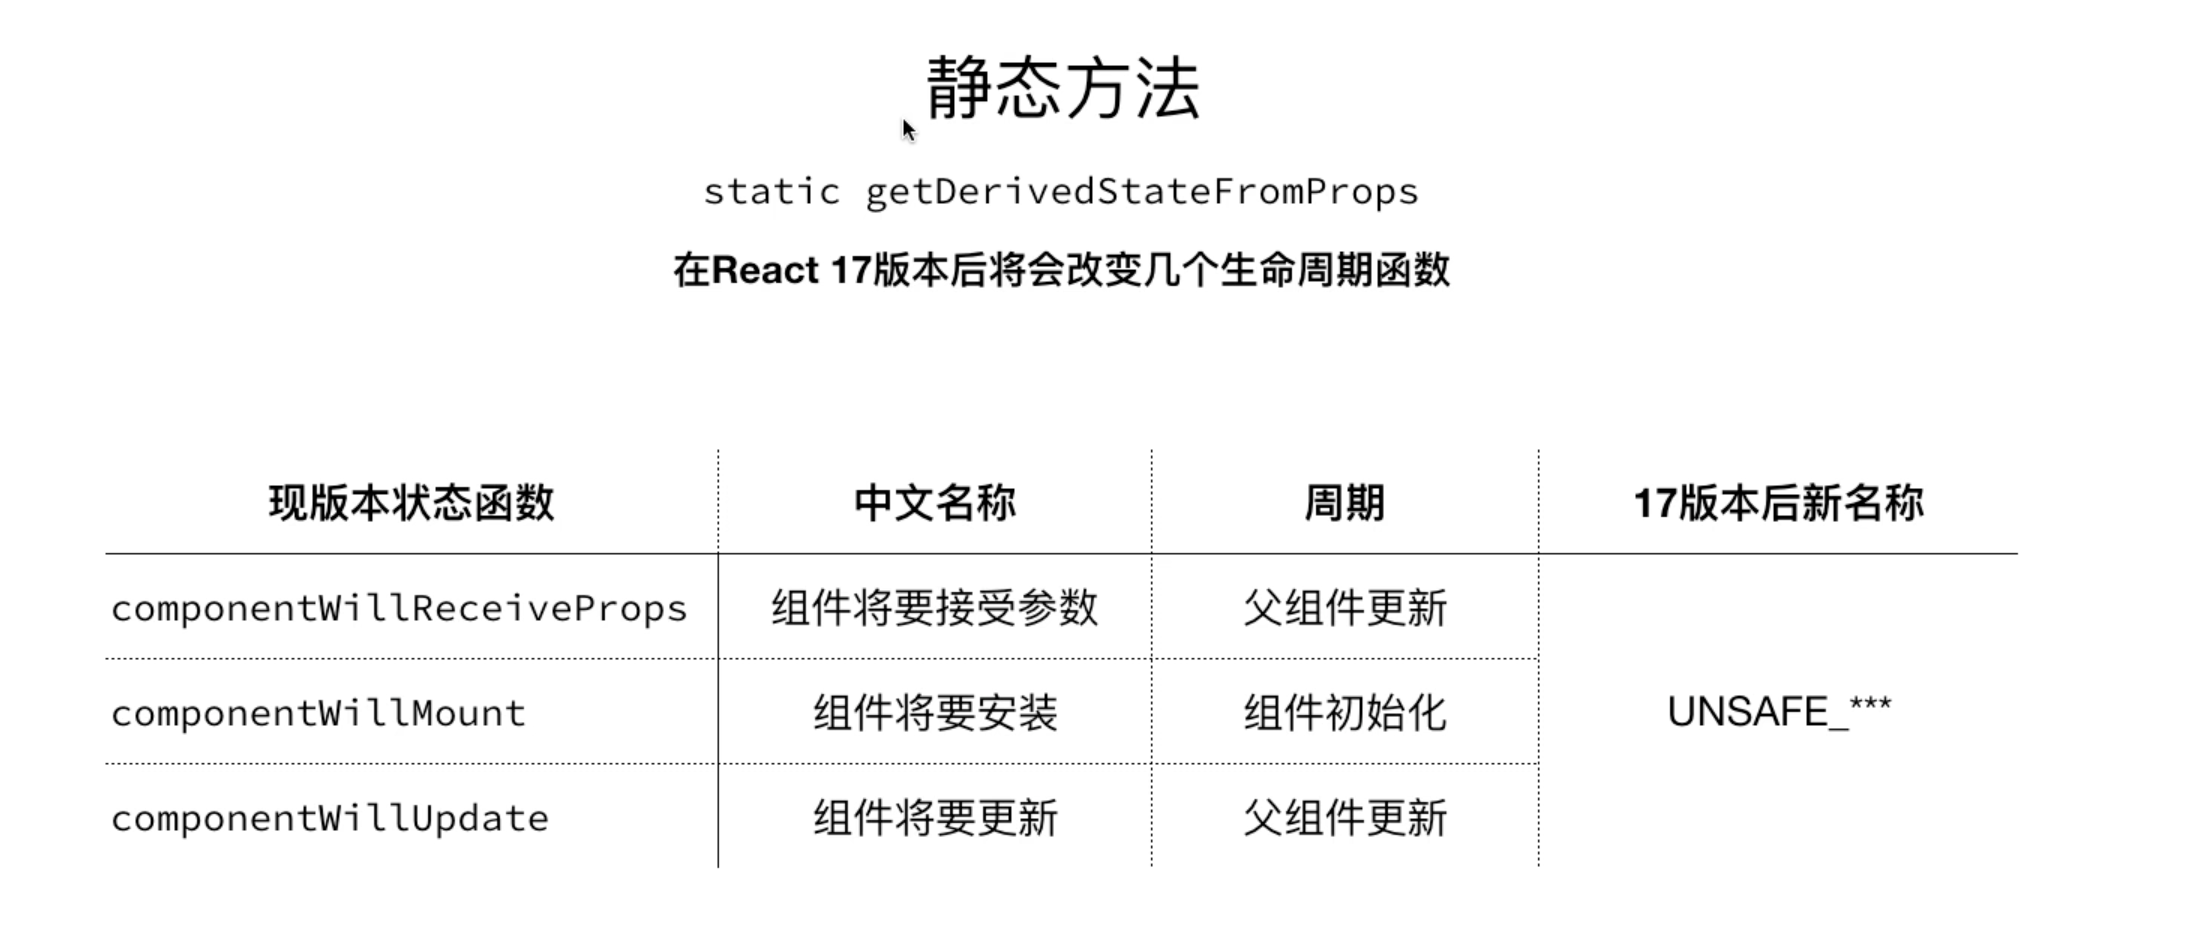 静态方法
static getDerivedStateFromProps
在React 17版本后将会改变几个生命周期函数
现版本状态函数 中文名称 周期 17版本后新名称
componentWillReceiveProps 组件将要接受参数 父组件更新
componentWillMount 组件将要安装 组件初始化 UNSAFE_***
componentWillUpdate 组件将要更新 父组件更新